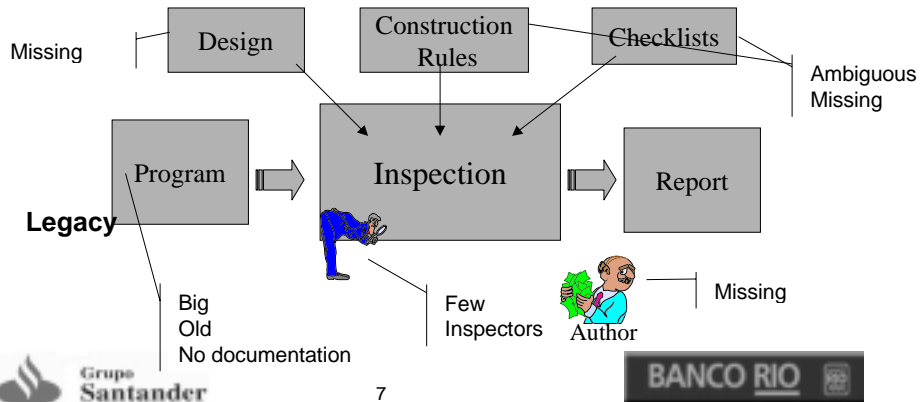 Missing
Design
Construction
Rules
Checklists
Ambiguous
Missing
Program
Inspection
Report
Legacy
Big
Old
No documentation
Few
Inspectors
Author
Missing
Grupo
Santander
7
BANCO RIO